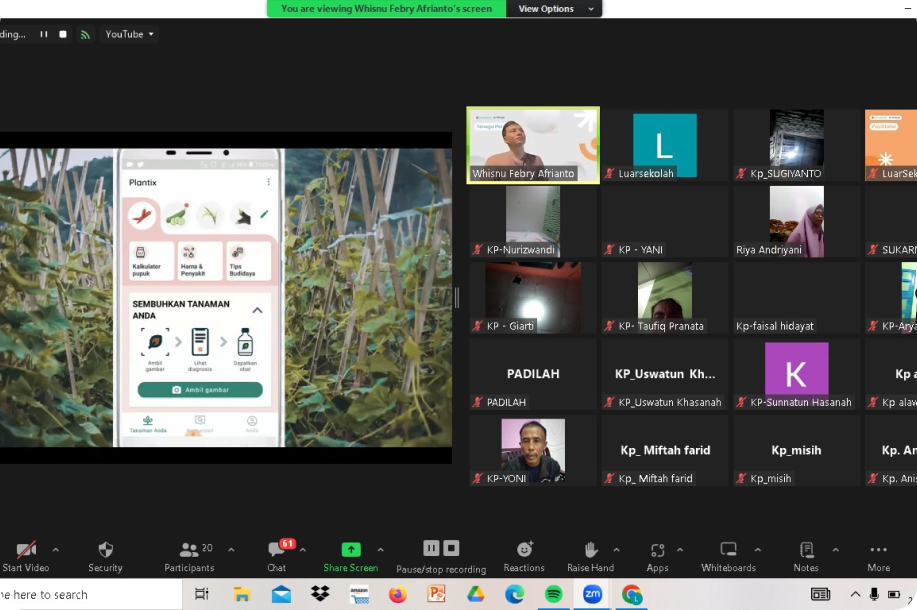 You are viewing Whisnu Febry Afrianto's screen
View Options
ding...
YouTube
Plantix
Kalkulator
pupuk
Hama &
Penyakit
Tips
Budidaya
SEMBUHKAN TANAMAN
ANDA
Ambil
gambar
Lihat
diagnosis
Dapatkan
obat
Ambil gambar
Tanaman Anda
Anda
Whisnu Febry Afrianto
L
Luarsekolah
Kp_SUGIYANTO
LuarSek
KP-Nurizwandi
KP - YANI
Riya Andriyani
SUKARN
KP - Giarti
KP- Taufiq Pranata
Kp-faisal hidayat
KP-Arya
PADILAH
PADILAH
KP_Uswatun Kh...
KP_Uswatun Khasanah
K
KP-Sunnatun Hasanah
Kp a
Kp alaw
KP-YONI
Kp_ Miftah farid
Kp_ Miftah farid
Kp_misih
Kp_misih
Kp. An
Kp. Anis
Start Video
Security
20
Participants
61
Chat
Share Screen
Pause/stop recording
Reactions
Raise Hand
Apps
Whiteboards
Notes
More
re here to search
zm